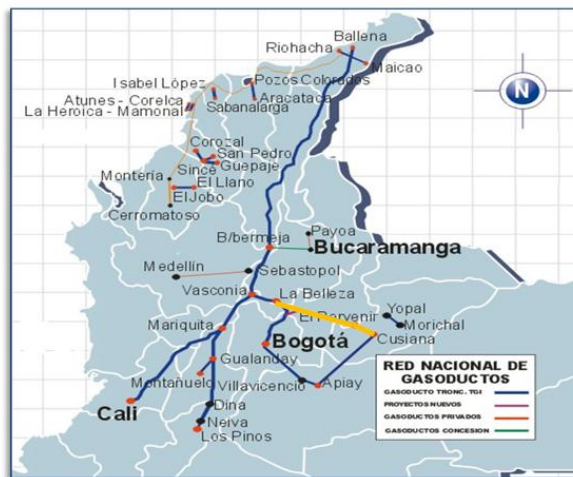 Ballena
Riohacha
Maicao
Isabel López
Pozos Colorados
Atunes - Corelca
Sabanalarga
Aracataca
La Heroica - Mamonal
Corozal
San Pedro
Since
Guepaje
Montería
El Llano
El Jobo
Cerromatoso
N
B/bermeja
Payoa
Bucaramanga
Medellín
Sebastopol
Vasconia
La Belleza
El Porvenir
Yopal
Morichal
Cusiana
Mariquita
Bogotá
Gualanday
Montañuelo
Villavicencio
Apiay
Cali
Dina
Neiva
Los Pinos
RED NACIONAL DE
GASODUCTOS
GASODUCTO TRONC. TGI
PROYECTOS NUEVOS
GASODUCTOS PRIVADOS
GASODUCTOS CONCESION